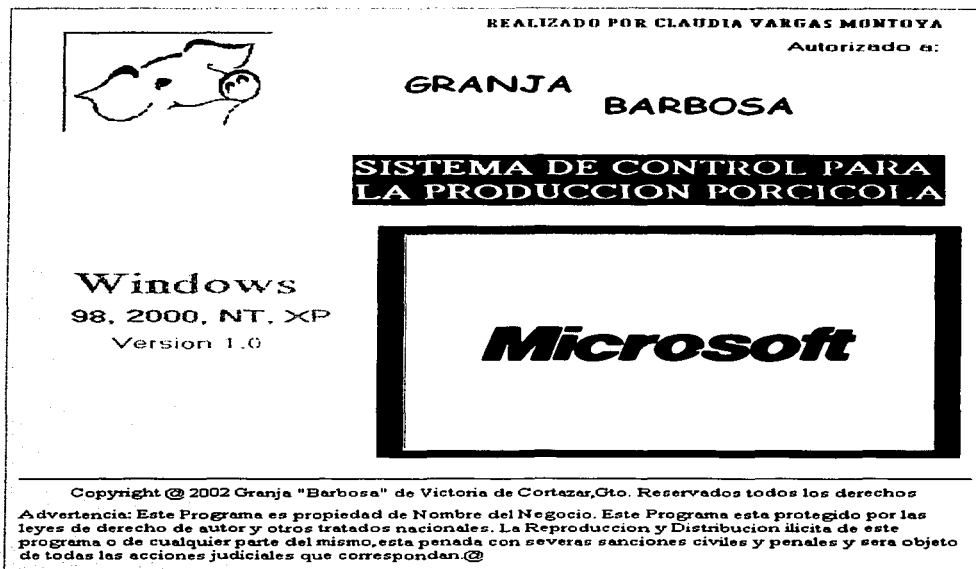 REALIZADO POR CLAUDIA VARGAS MONTOYA
Autorizado a:
GRANJA
BARBOSA
SISTEMA DE CONTROL PARA
LA PRODUCCION PORCICOLA
Windows
98, 2000, NT, XP
Version 1.0
Microsoft
Copyright @ 2002 Granja "Barbosa" de Victoria de Cortazar,Gto. Reservados todos los derechos
Advertencia: Este Programa es propiedad de Nombre del Negocio. Este Programa esta protegido por las
leyes de derecho de autor y otros tratados nacionales. La Reproduccion y Distribucion ilicita de este
programa o de cualquier parte del mismo,esta penada con severas sanciones civiles y penales y sera objeto
de todas las acciones judiciales que correspondan.@